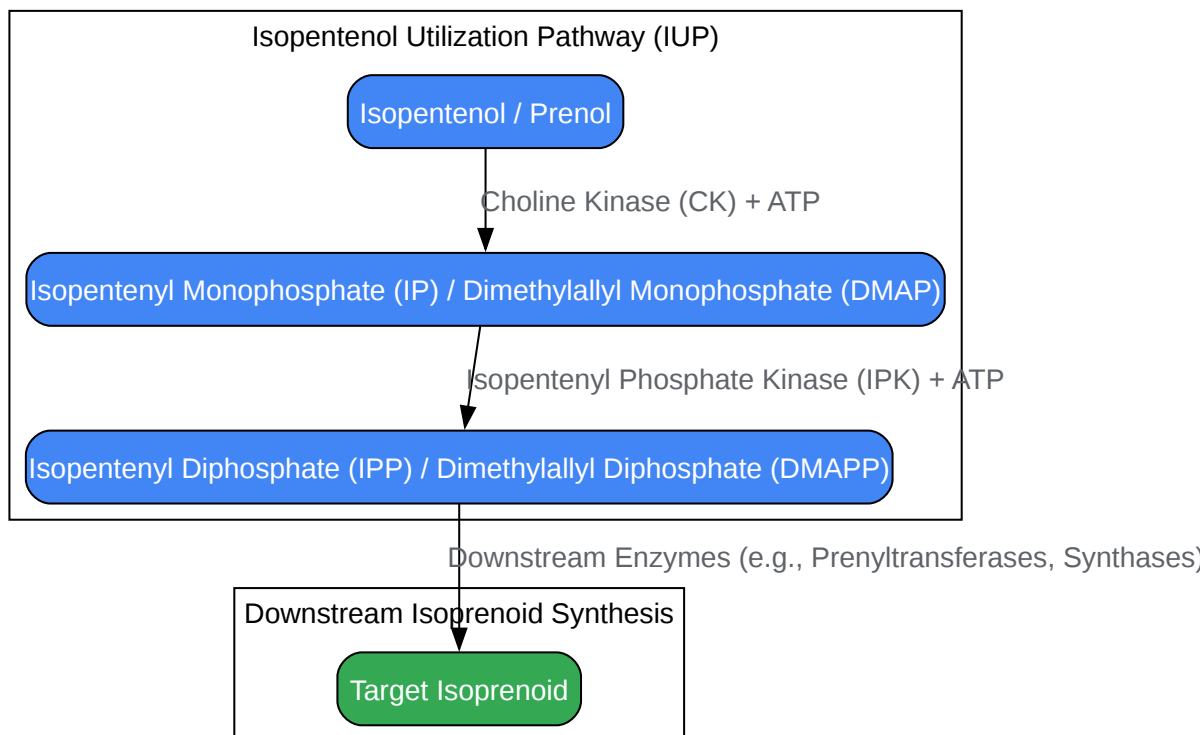 Isopentenol Utilization Pathway (IUP)
Isopentenol / Prenol
Choline Kinase (CK) + ATP
Isopentenyl Monophosphate (IP) / Dimethylallyl Monophosphate (DMAP)
Isopentenyl Phosphate Kinase (IPK) + ATP
Isopentenyl Diphosphate (IPP) / Dimethylallyl Diphosphate (DMAPP)
Downstream Enzymes (e.g., Prenyltransferases, Synthases)
Downstream Isoprenoid Synthesis
Target Isoprenoid